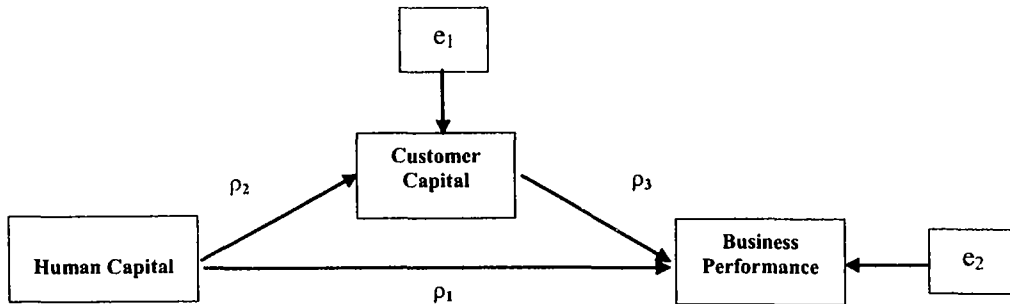 e₁
Customer
Capital
ρ₂
ρ₃
Human Capital
Business
Performance
e₂
ρ₁